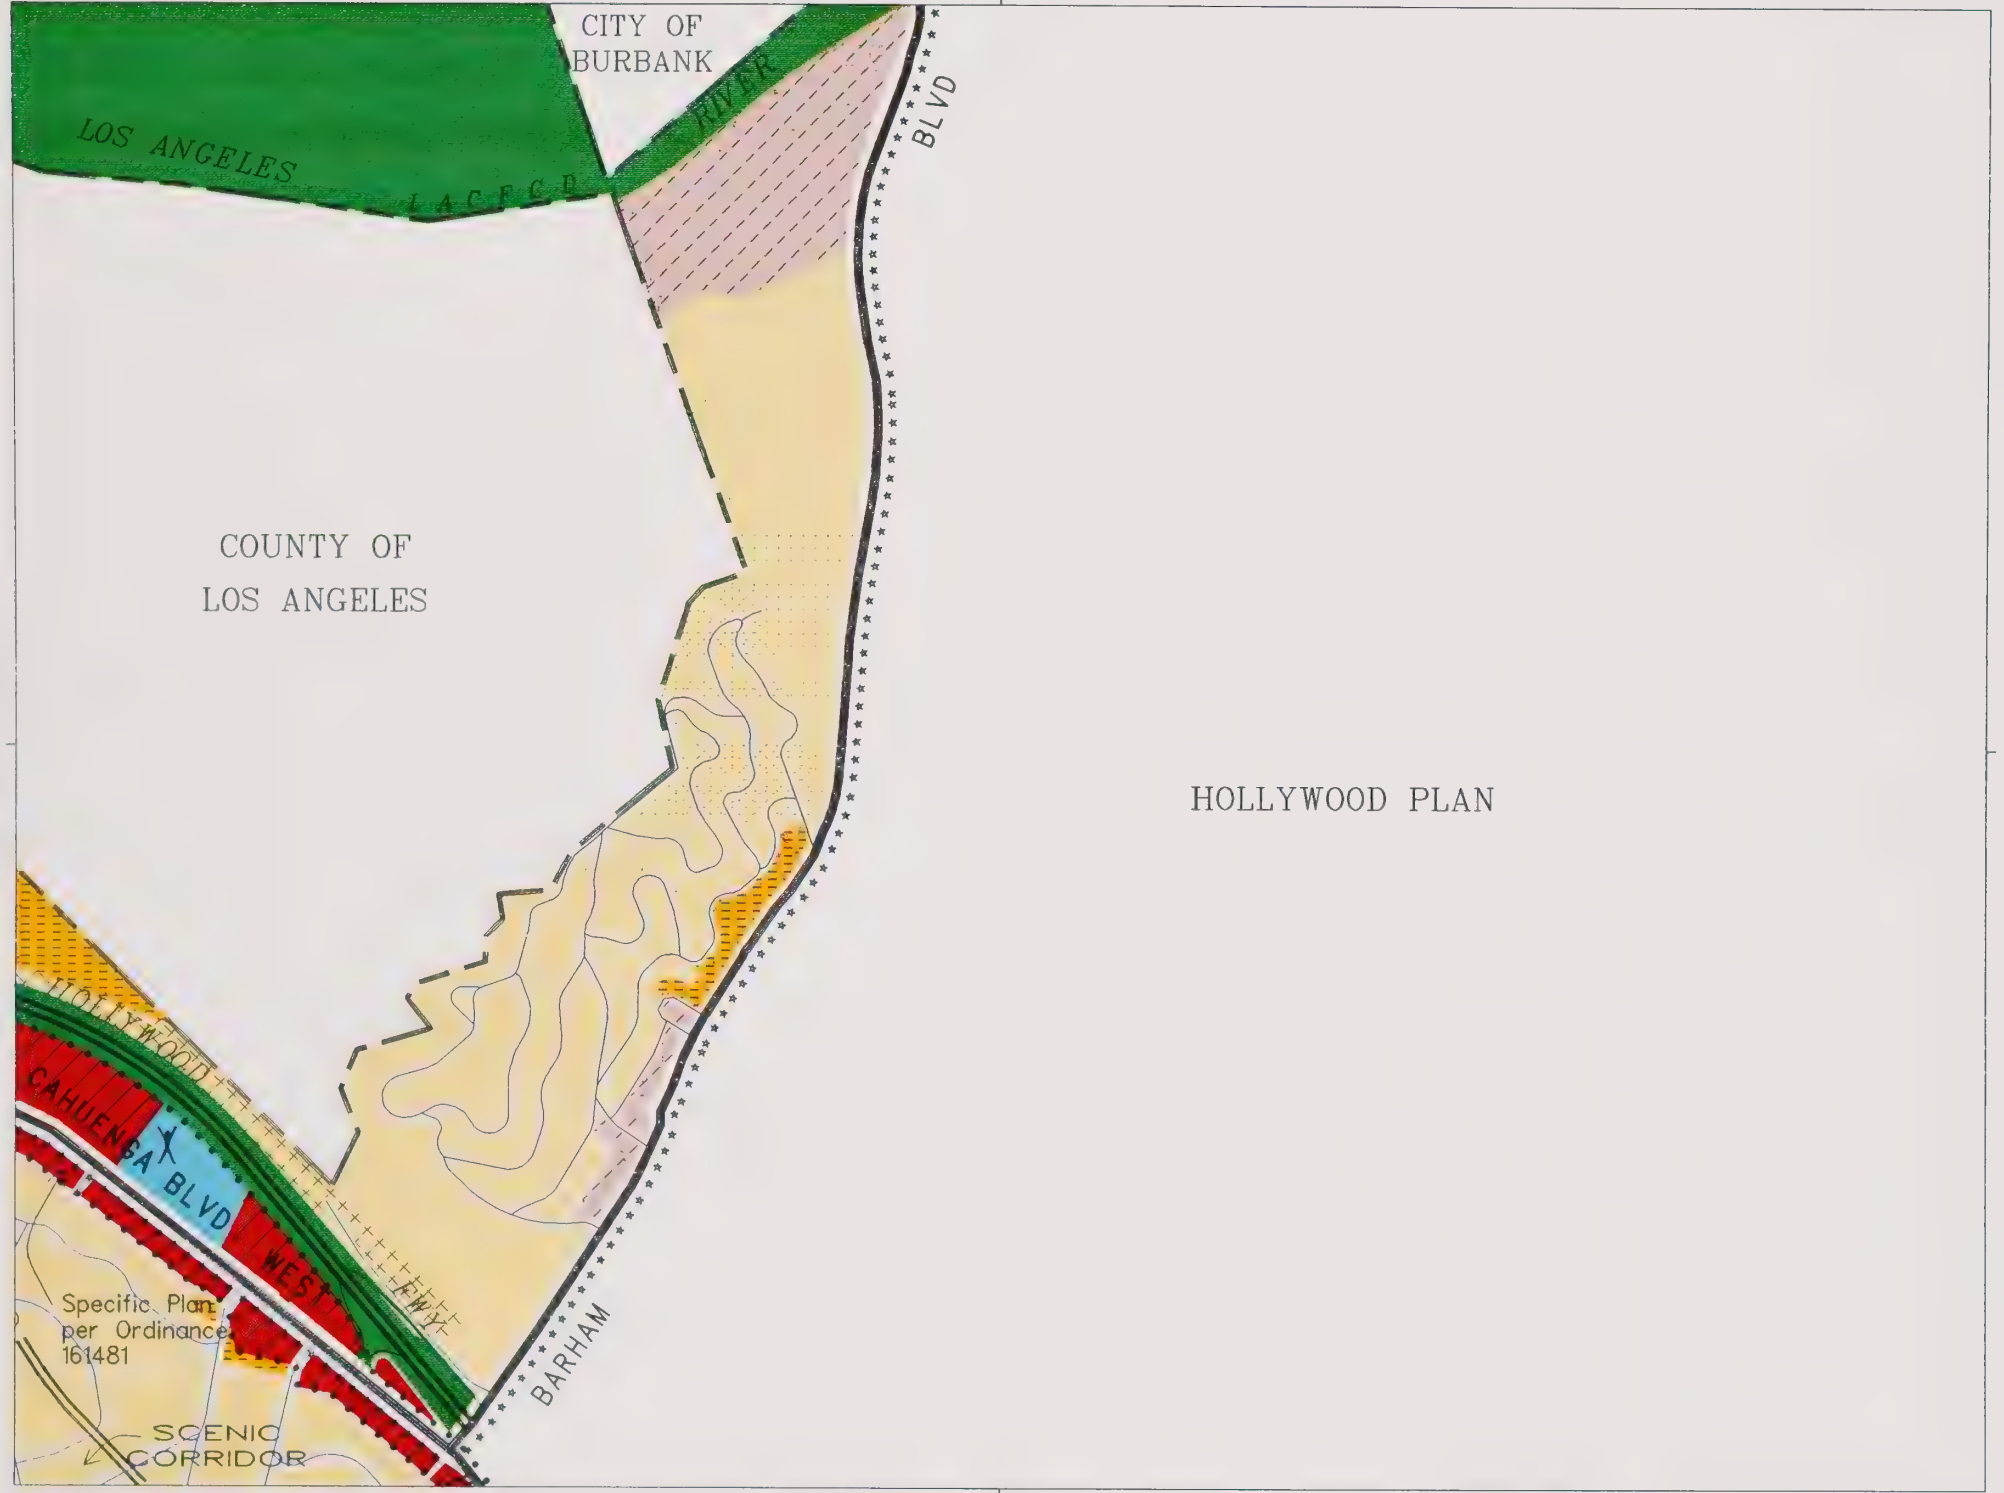 CITY OF
BURBANK
RIVER
BLVD
LOS ANGELES
L A C F C D
COUNTY OF
LOS ANGELES
HOLLYWOOD PLAN
HOLLYWOOD
FWY
CAHUENGA BLVD
WEST
Specific Plan
per Ordinance
161481
BARHAM
SCENIC
CORRIDOR